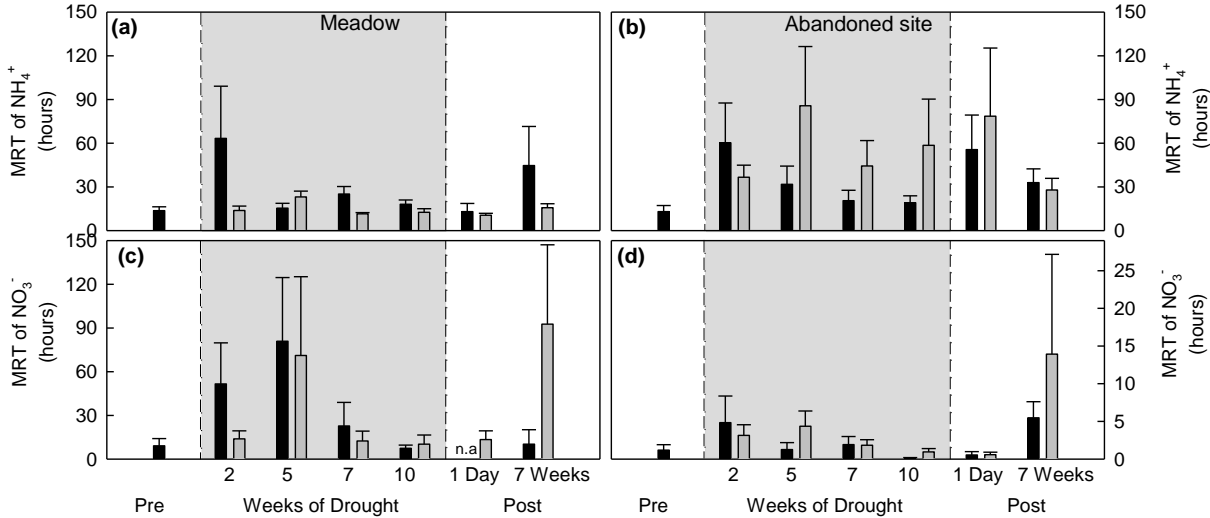 150
120
90
60
30
0
MRT of NH₄⁺
(hours)
(a)
Meadow
(b)
Abandoned site
150
120
90
60
30
0
MRT of NH₄⁺
(hours)
150
120
90
60
30
0
MRT of NO₃⁻
(hours)
(c)
n.a
(d)
25
20
15
10
5
0
MRT of NO₃⁻
(hours)
2 5 7 10 1 Day 7 Weeks
Pre Weeks of Drought Post
2 5 7 10 1 Day 7 Weeks
Pre Weeks of Drought Post